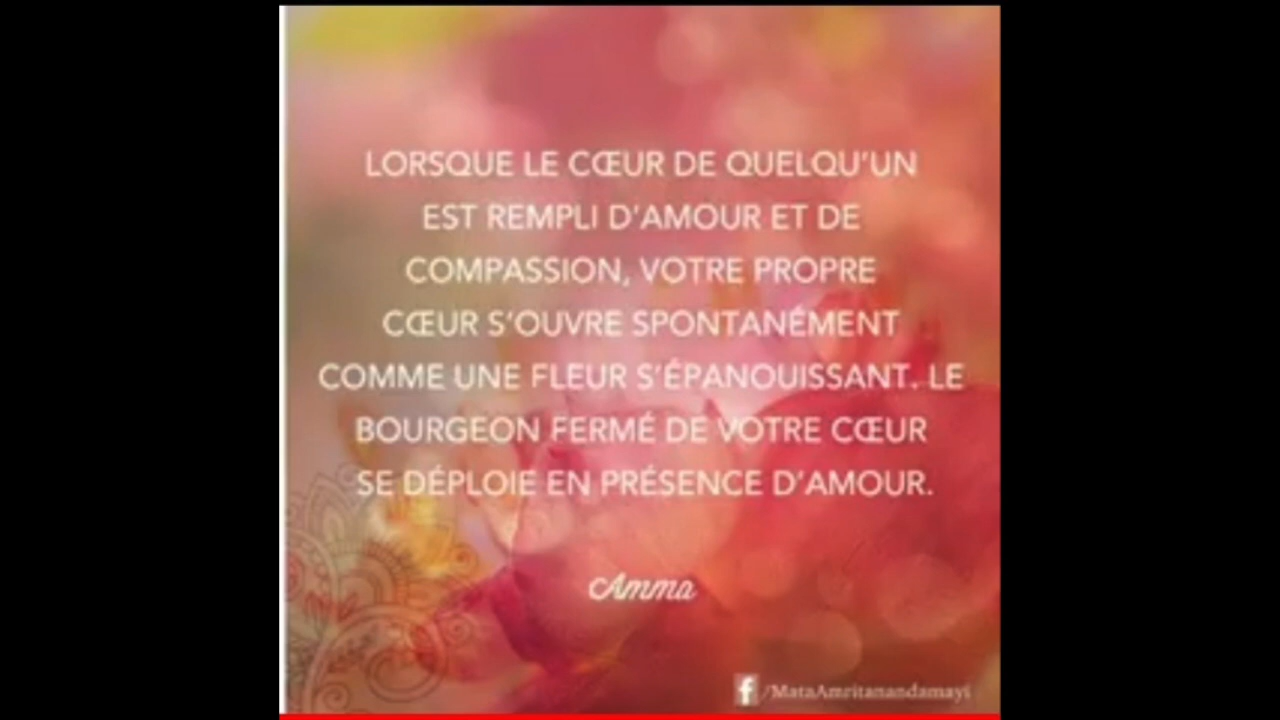 LORSQUE LE CŒUR DE QUELQU'UN
EST REMPLI D'AMOUR ET DE
COMPASSION, VOTRE PROPRE
CŒUR S'OUVRE SPONTANÉMENT
COMME UNE FLEUR S'ÉPANOUISSANT. LE
BOURGEON FERMÉ DE VOTRE CŒUR
SE DÉPLOIE EN PRÉSENCE D'AMOUR.
Amma
f /MataAmritanandamayi